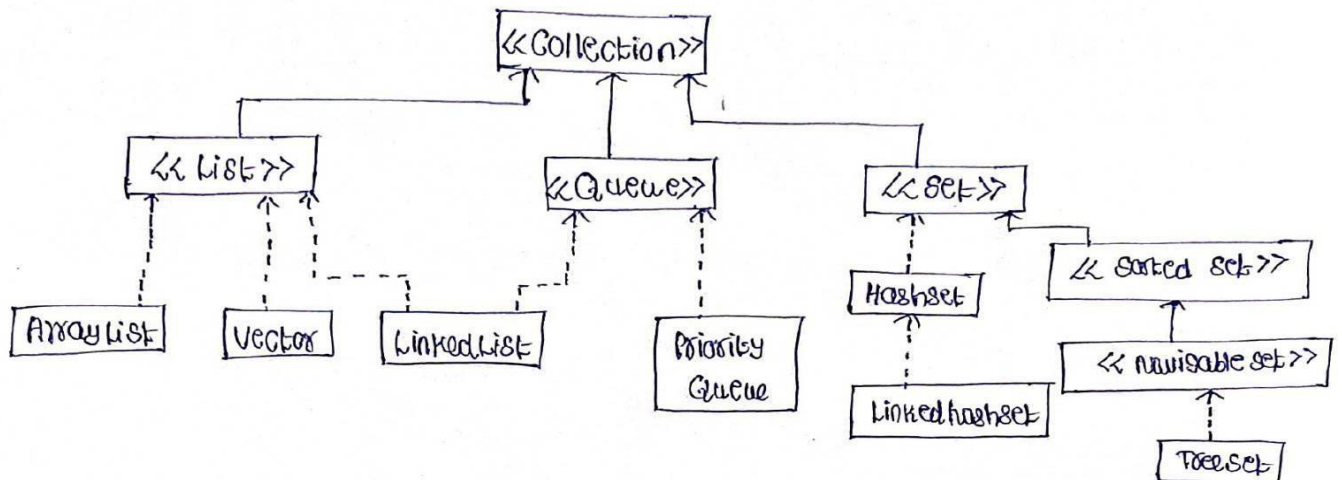 <<Collection>>
<<List>>
<<Queue>>
<<Set>>
<<Sorted Set>>
ArrayList
Vector
LinkedList
Priority
Queue
Hashset
<<Navigable set>>
Linkedhashset
TreeSet